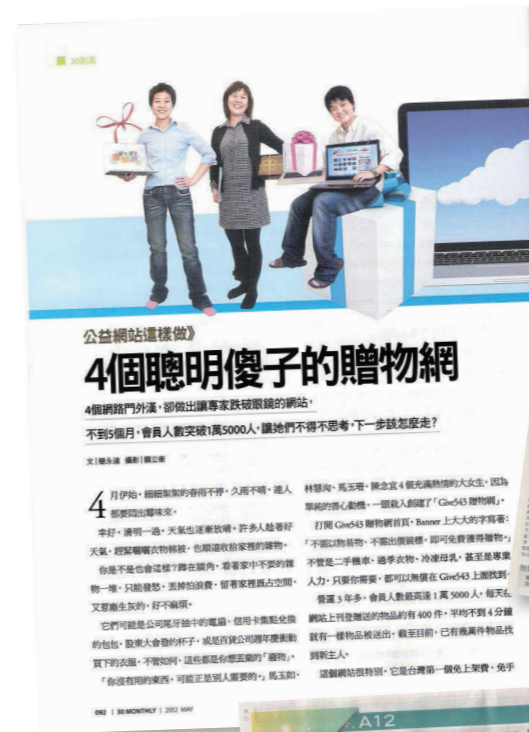 公益網站這樣做》
4個聰明傻子的贈物網
4個網路門外漢,卻做出讓專家跌破眼鏡的網站,
不到5個月,會員人數突破1萬5000人,讓她們不得不思考,下一步該怎麼走?
4月伊始,細細絮絮的春雨不停,久雨不晴,連人
都要悶出霉味來。
幸好,清明一過,天氣也逐漸放晴,許多人趁著好
天氣,趕緊曬曬衣物棉被,也順道收拾家裡的雜物。
你是不是也會這樣?蹲在牆角,看著家中不要的雜
物一堆,只能發愁,丟掉怕浪費,留著家裡既占空間、
又惹塵生灰的,好不麻煩。
它們可能是公司尾牙抽中的電腦、信用卡集點兌換
的包包、股東大會發的杯子,或是百貨公司週年慶衝動
買下的衣服,不管如何,這些都是你想丟棄的「廢物」。
「你沒有用的東西,可能正是別人需要的。」馬玉如、
林慧洵、馬玉珊、陳念宜4個充滿熱情的大女生,因為
單純的善心動機,一頭栽入創建了「Give543贈物網」。
打開Give543贈物網首頁,Banner上大大的字寫著:
「不需以物易物,不需出價競標,即可免費獲得贈物。」
不管是二手機車、過季衣物、冷凍母乳,甚至是專業
人力,只要你需要,都可以無償在Give543上面找到。
營運3年多,會員人數最高達1萬5000人,每天在
網站上刊登贈送的物品約有400件,平均不到4分鐘
就有一樣物品被送出,截至目前,已有幾萬件物品找
到新主人。
這個網站很特別,它是台灣第一個免上架費、免手
092 | 30 MONTHLY | 2012 MAY
A12